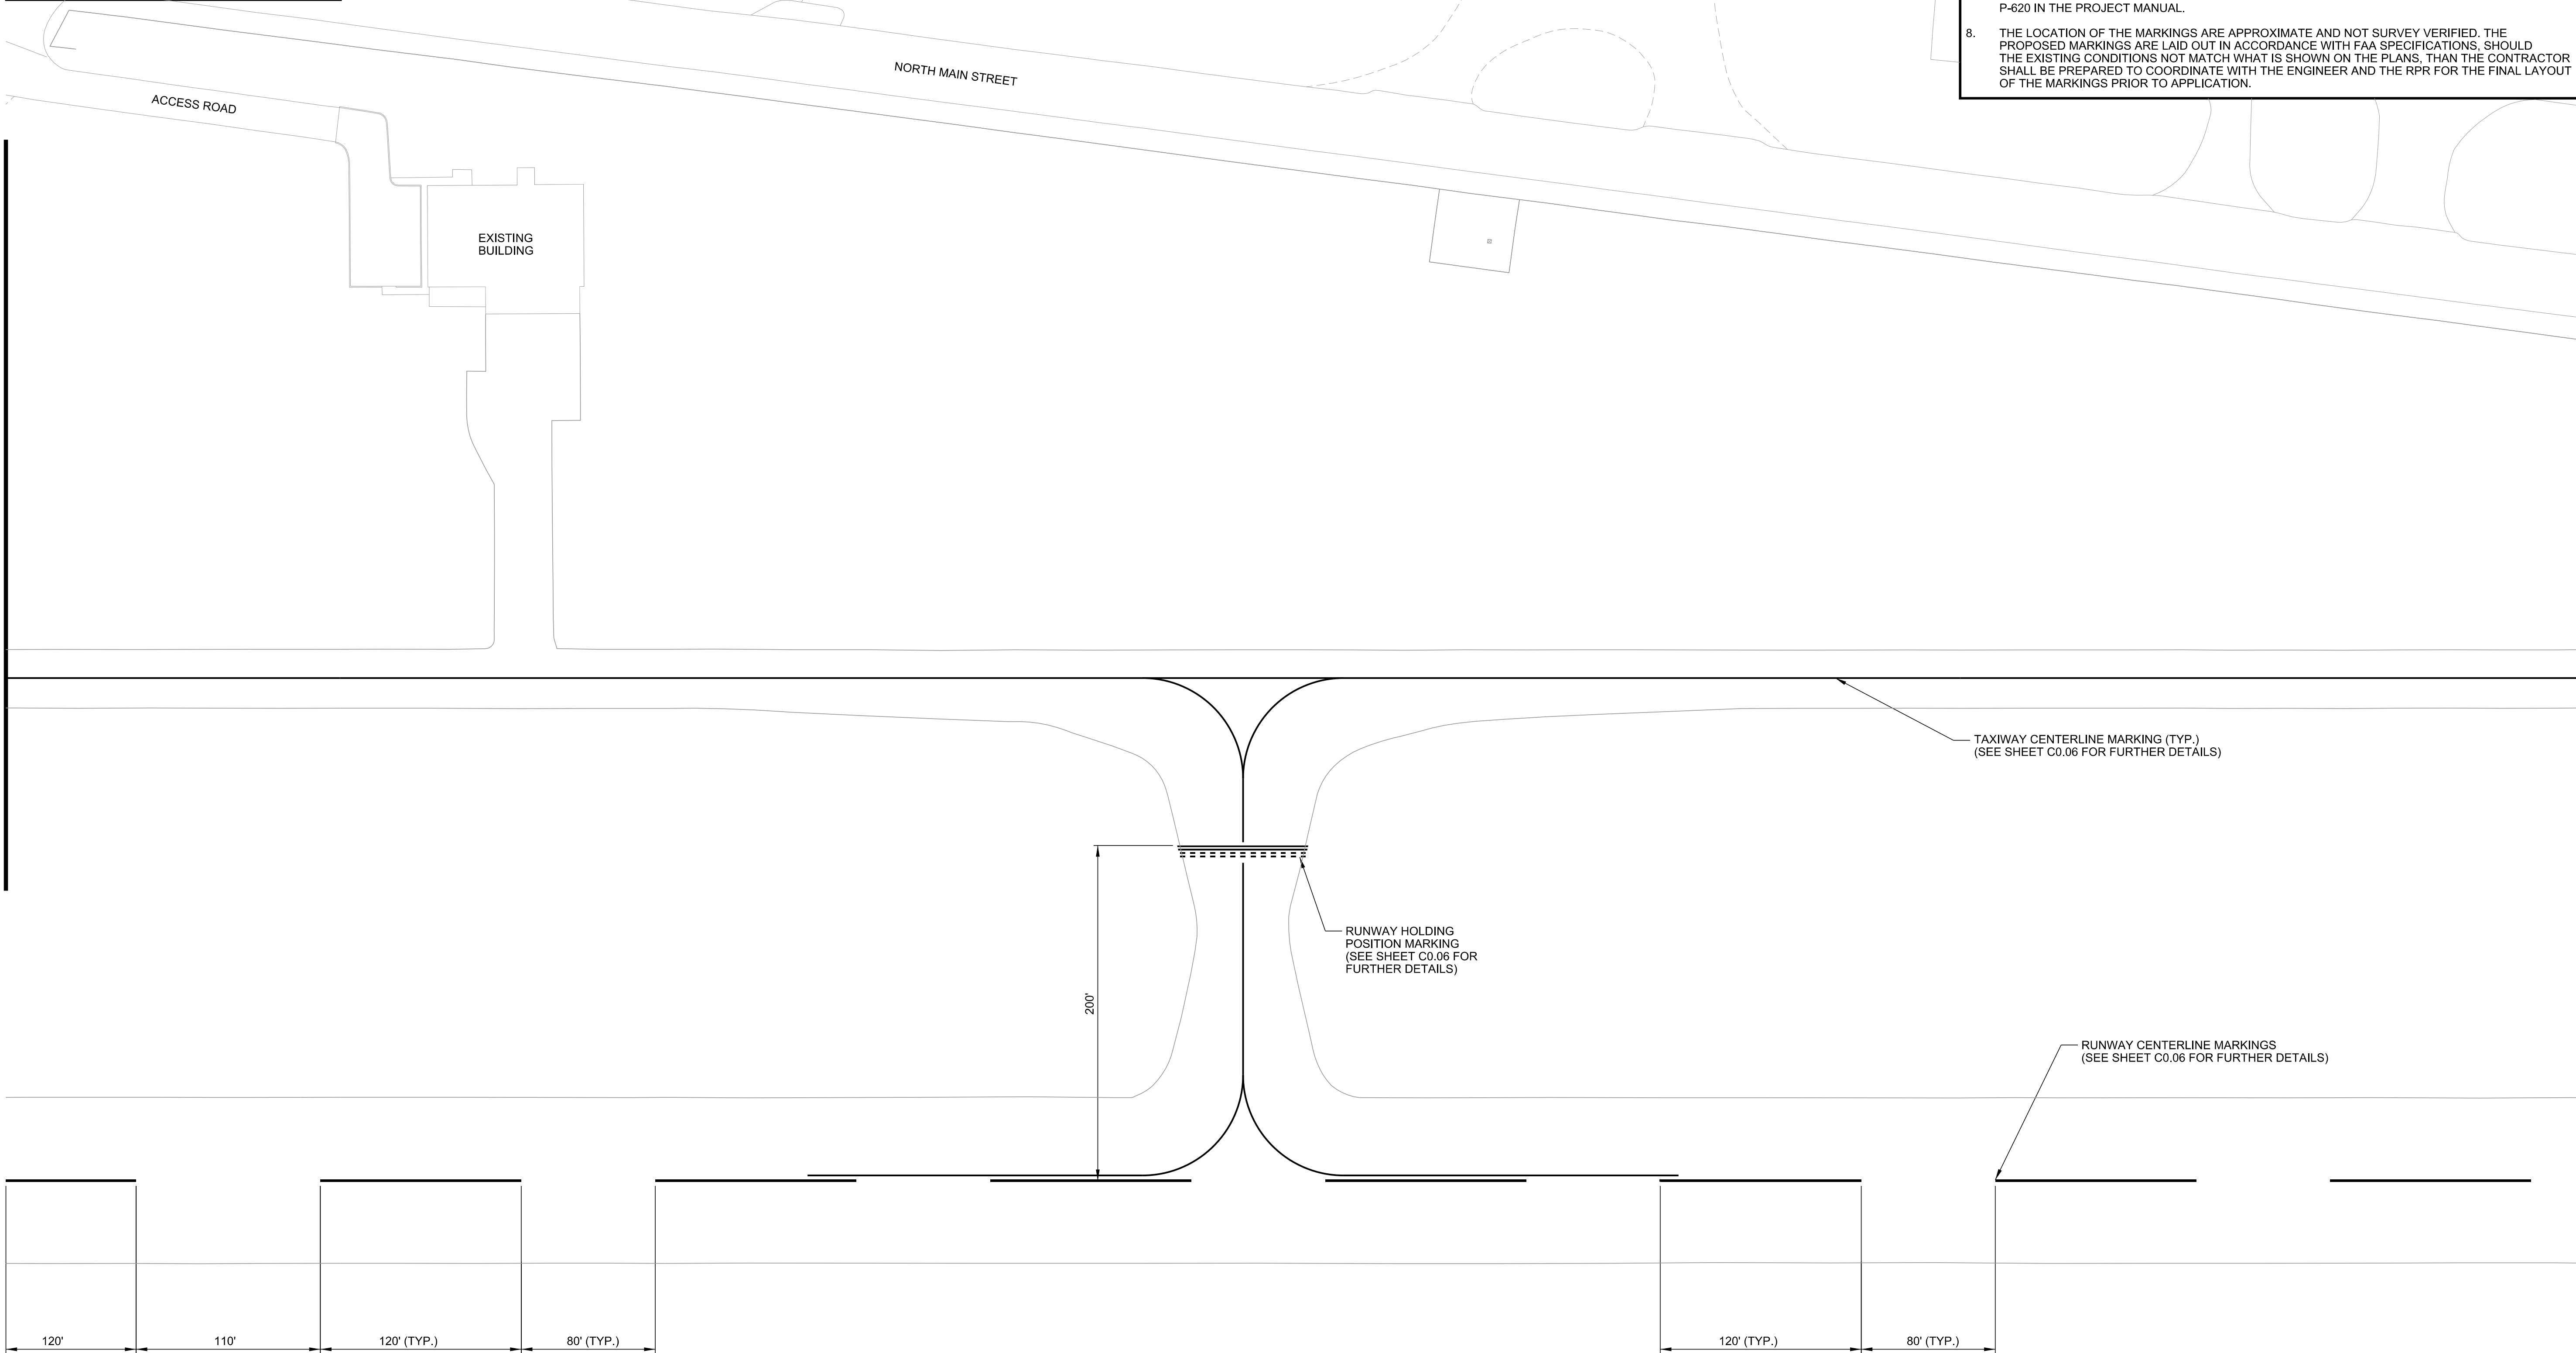 P-620 IN THE PROJECT MANUAL.
8. THE LOCATION OF THE MARKINGS ARE APPROXIMATE AND NOT SURVEY VERIFIED. THE
PROPOSED MARKINGS ARE LAID OUT IN ACCORDANCE WITH FAA SPECIFICATIONS, SHOULD
THE EXISTING CONDITIONS NOT MATCH WHAT IS SHOWN ON THE PLANS, THAN THE CONTRACTOR
SHALL BE PREPARED TO COORDINATE WITH THE ENGINEER AND THE RPR FOR THE FINAL LAYOUT
OF THE MARKINGS PRIOR TO APPLICATION.
NORTH MAIN STREET
ACCESS ROAD
EXISTING
BUILDING
TAXIWAY CENTERLINE MARKING (TYP.)
(SEE SHEET C0.06 FOR FURTHER DETAILS)
RUNWAY HOLDING
POSITION MARKING
(SEE SHEET C0.06 FOR
FURTHER DETAILS)
200'
RUNWAY CENTERLINE MARKINGS
(SEE SHEET C0.06 FOR FURTHER DETAILS)
120'
110'
120' (TYP.)
80' (TYP.)
120' (TYP.)
80' (TYP.)